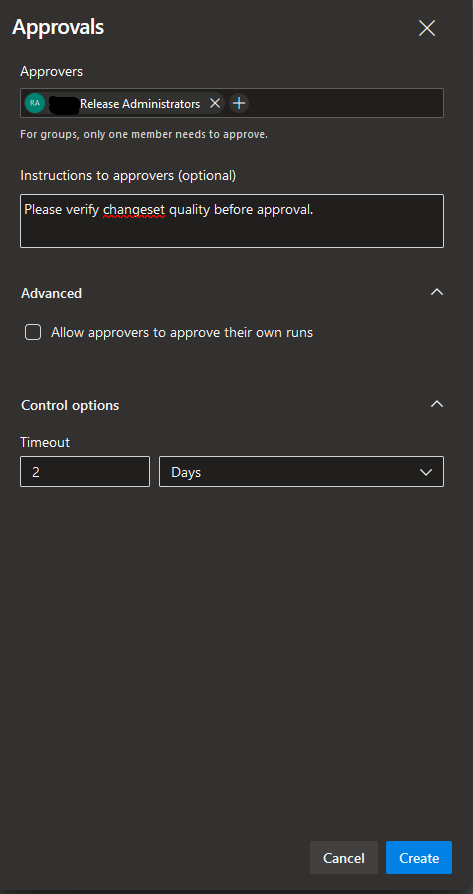 Approvals
Approvers
RA Release Administrators
For groups, only one member needs to approve.
Instructions to approvers (optional)
Please verify changeset quality before approval.
Advanced
Allow approvers to approve their own runs
Control options
Timeout
2 Days
Cancel Create